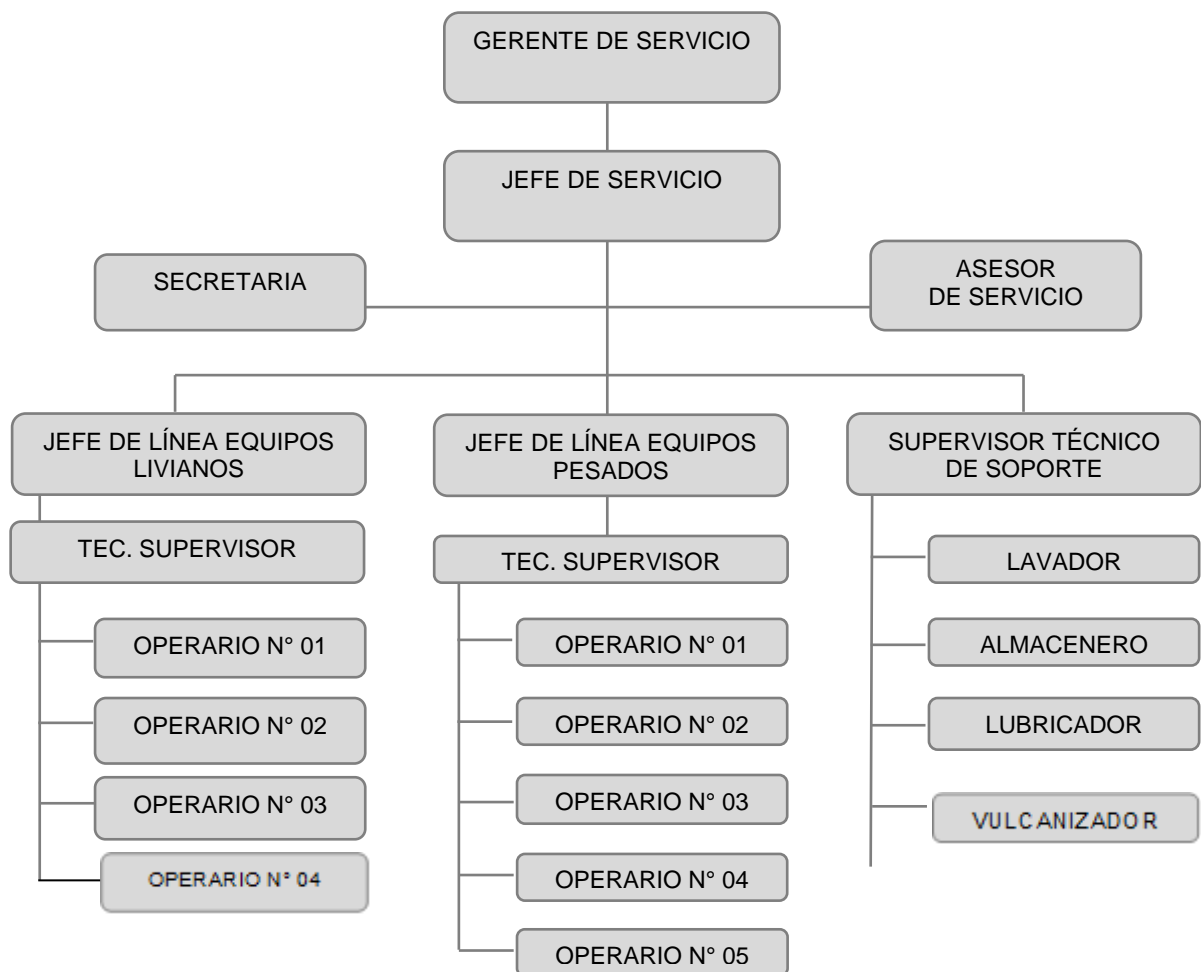 GERENTE DE SERVICIO
JEFE DE SERVICIO
SECRETARIA
ASESOR
DE SERVICIO
JEFE DE LÍNEA EQUIPOS
LIVIANOS
TEC. SUPERVISOR
OPERARIO N° 01
OPERARIO N° 02
OPERARIO N° 03
OPERARIO N° 04
JEFE DE LÍNEA EQUIPOS
PESADOS
TEC. SUPERVISOR
OPERARIO N° 01
OPERARIO N° 02
OPERARIO N° 03
OPERARIO N° 04
OPERARIO N° 05
SUPERVISOR TÉCNICO
DE SOPORTE
LAVADOR
ALMACENERO
LUBRICADOR
VULCANIZADOR